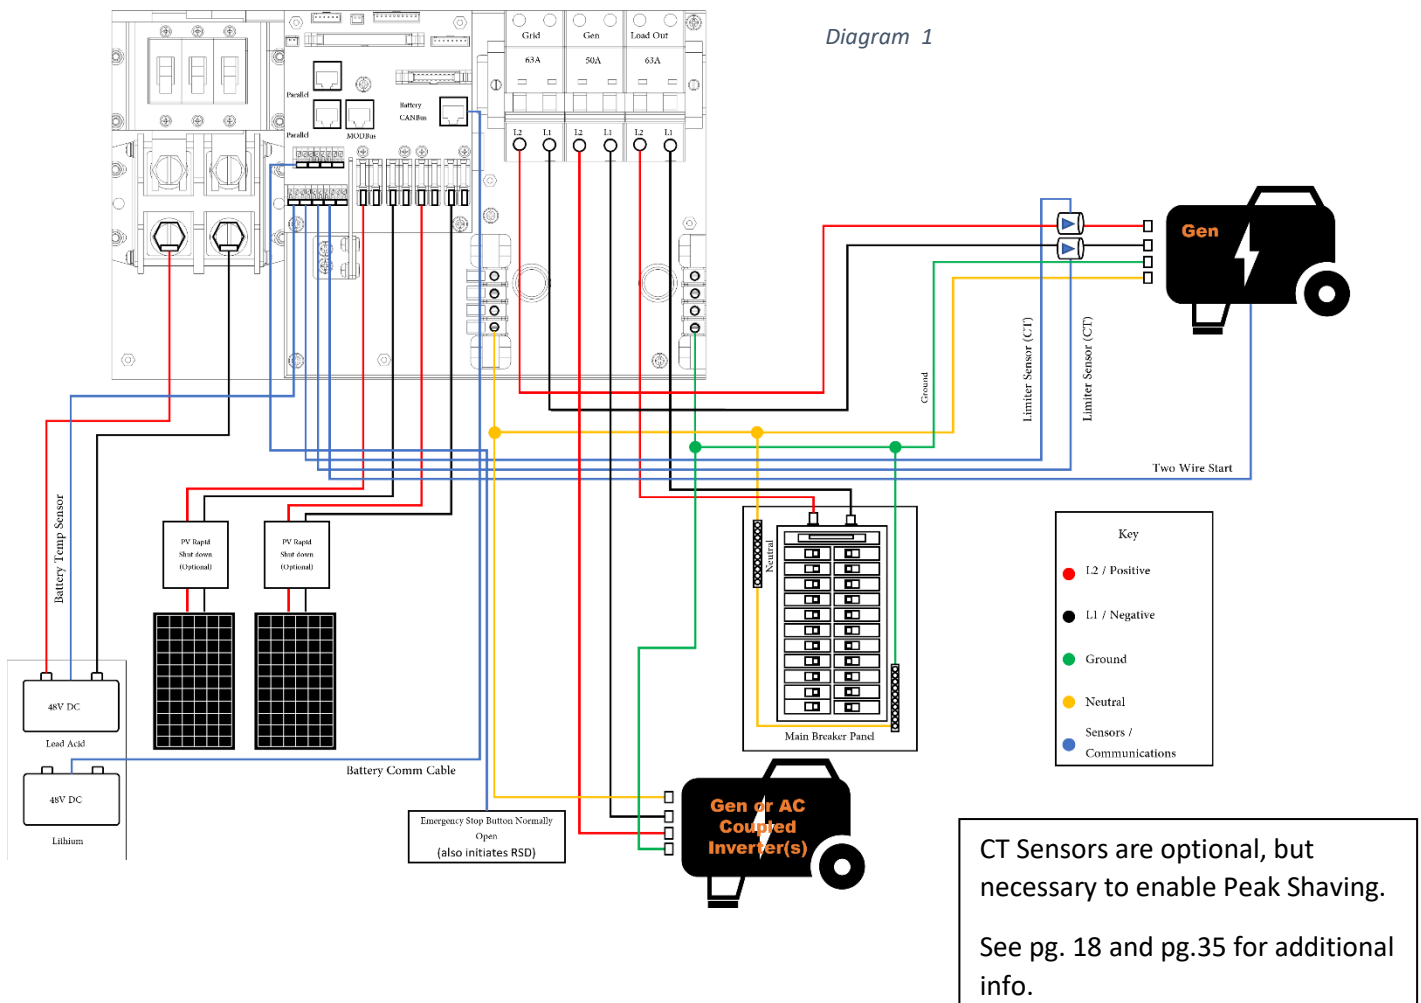 Diagram 1
Grid Gen Load Out
63A 50A 63A
Parallel
Battery
CANBus
Parallel
MODBus
L2 L1 L2 L1 L2 L1
Gen
Limiter Sensor (CT)
Limiter Sensor (CT)
Ground
Two Wire Start
Battery Temp Sensor
PV Rapid
Shut down
(Optional)
PV Rapid
Shut down
(Optional)
Neutral
Main Breaker Panel
Key
L2 / Positive
L1 / Negative
Ground
Neutral
Sensors /
Communications
48V DC
Lead Acid
48V DC
Lithium
Battery Comm Cable
Emergency Stop Button Normally
Open
(also initiates RSD)
Gen or AC
Coupled
Inverter(s)
CT Sensors are optional, but
necessary to enable Peak Shaving.
See pg. 18 and pg.35 for additional
info.